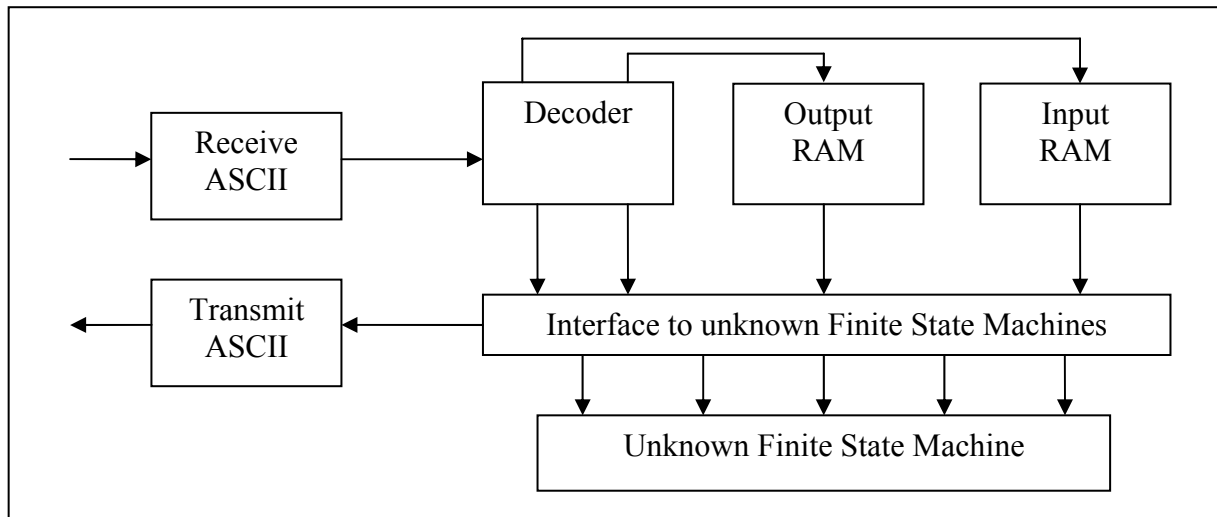 Decoder
Output
RAM
Input
RAM
Receive
ASCII
Transmit
ASCII
Interface to unknown Finite State Machines
Unknown Finite State Machine